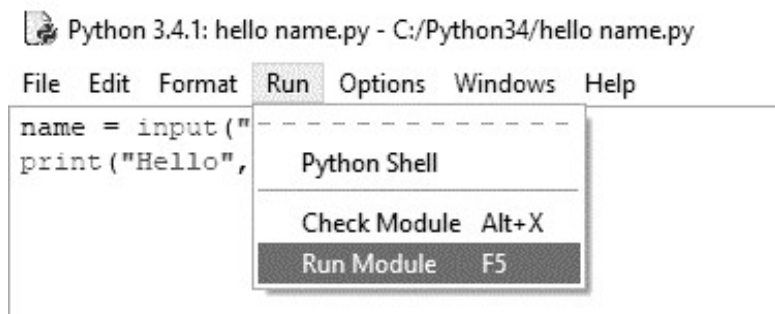 Python 3.4.1: hello name.py - C:/Python34/hello name.py
File Edit Format Run Options Windows Help
name = input("
print("Hello",
Python Shell
Check Module Alt+X
Run Module F5